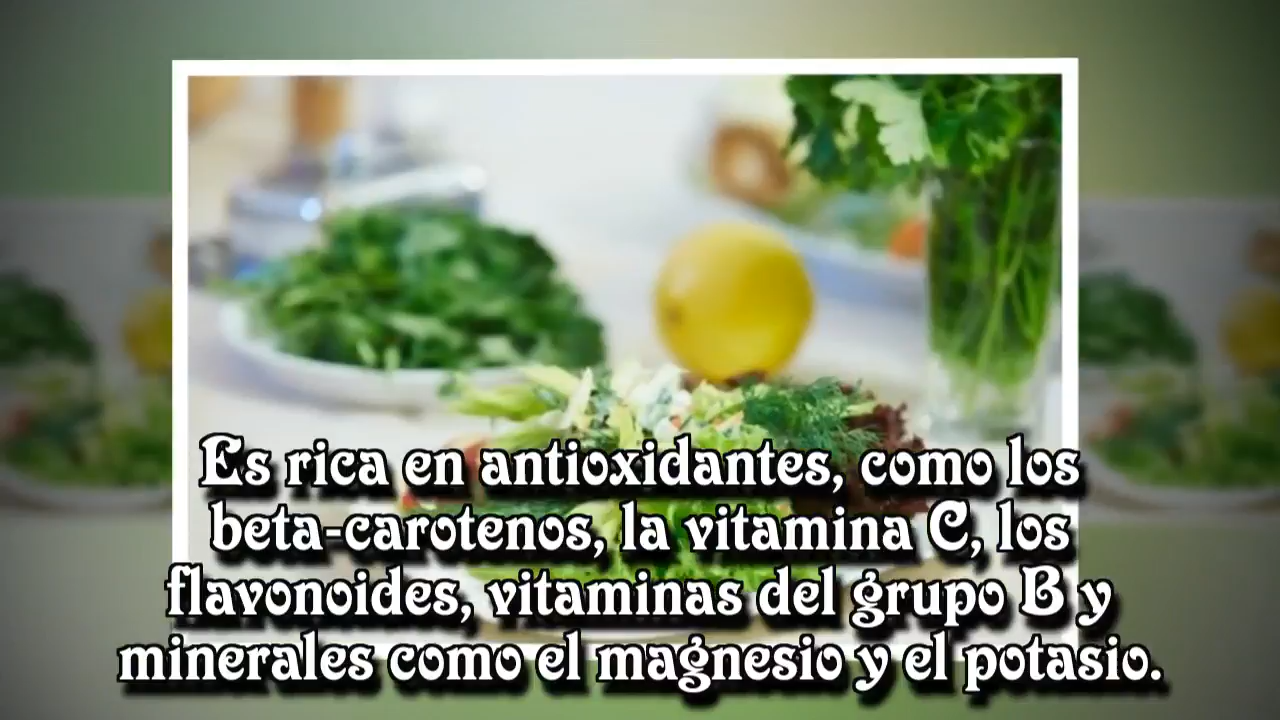 Es rica en antioxidantes, como los
beta-carotenos, la vitamina C, los
flavonoides, vitaminas del grupo B y
minerales como el magnesio y el potasio.